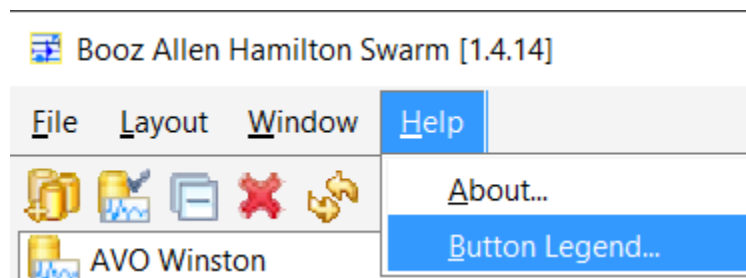 Booz Allen Hamilton Swarm [1.4.14]
File Layout Window Help
About...
Button Legend...
AVO Winston